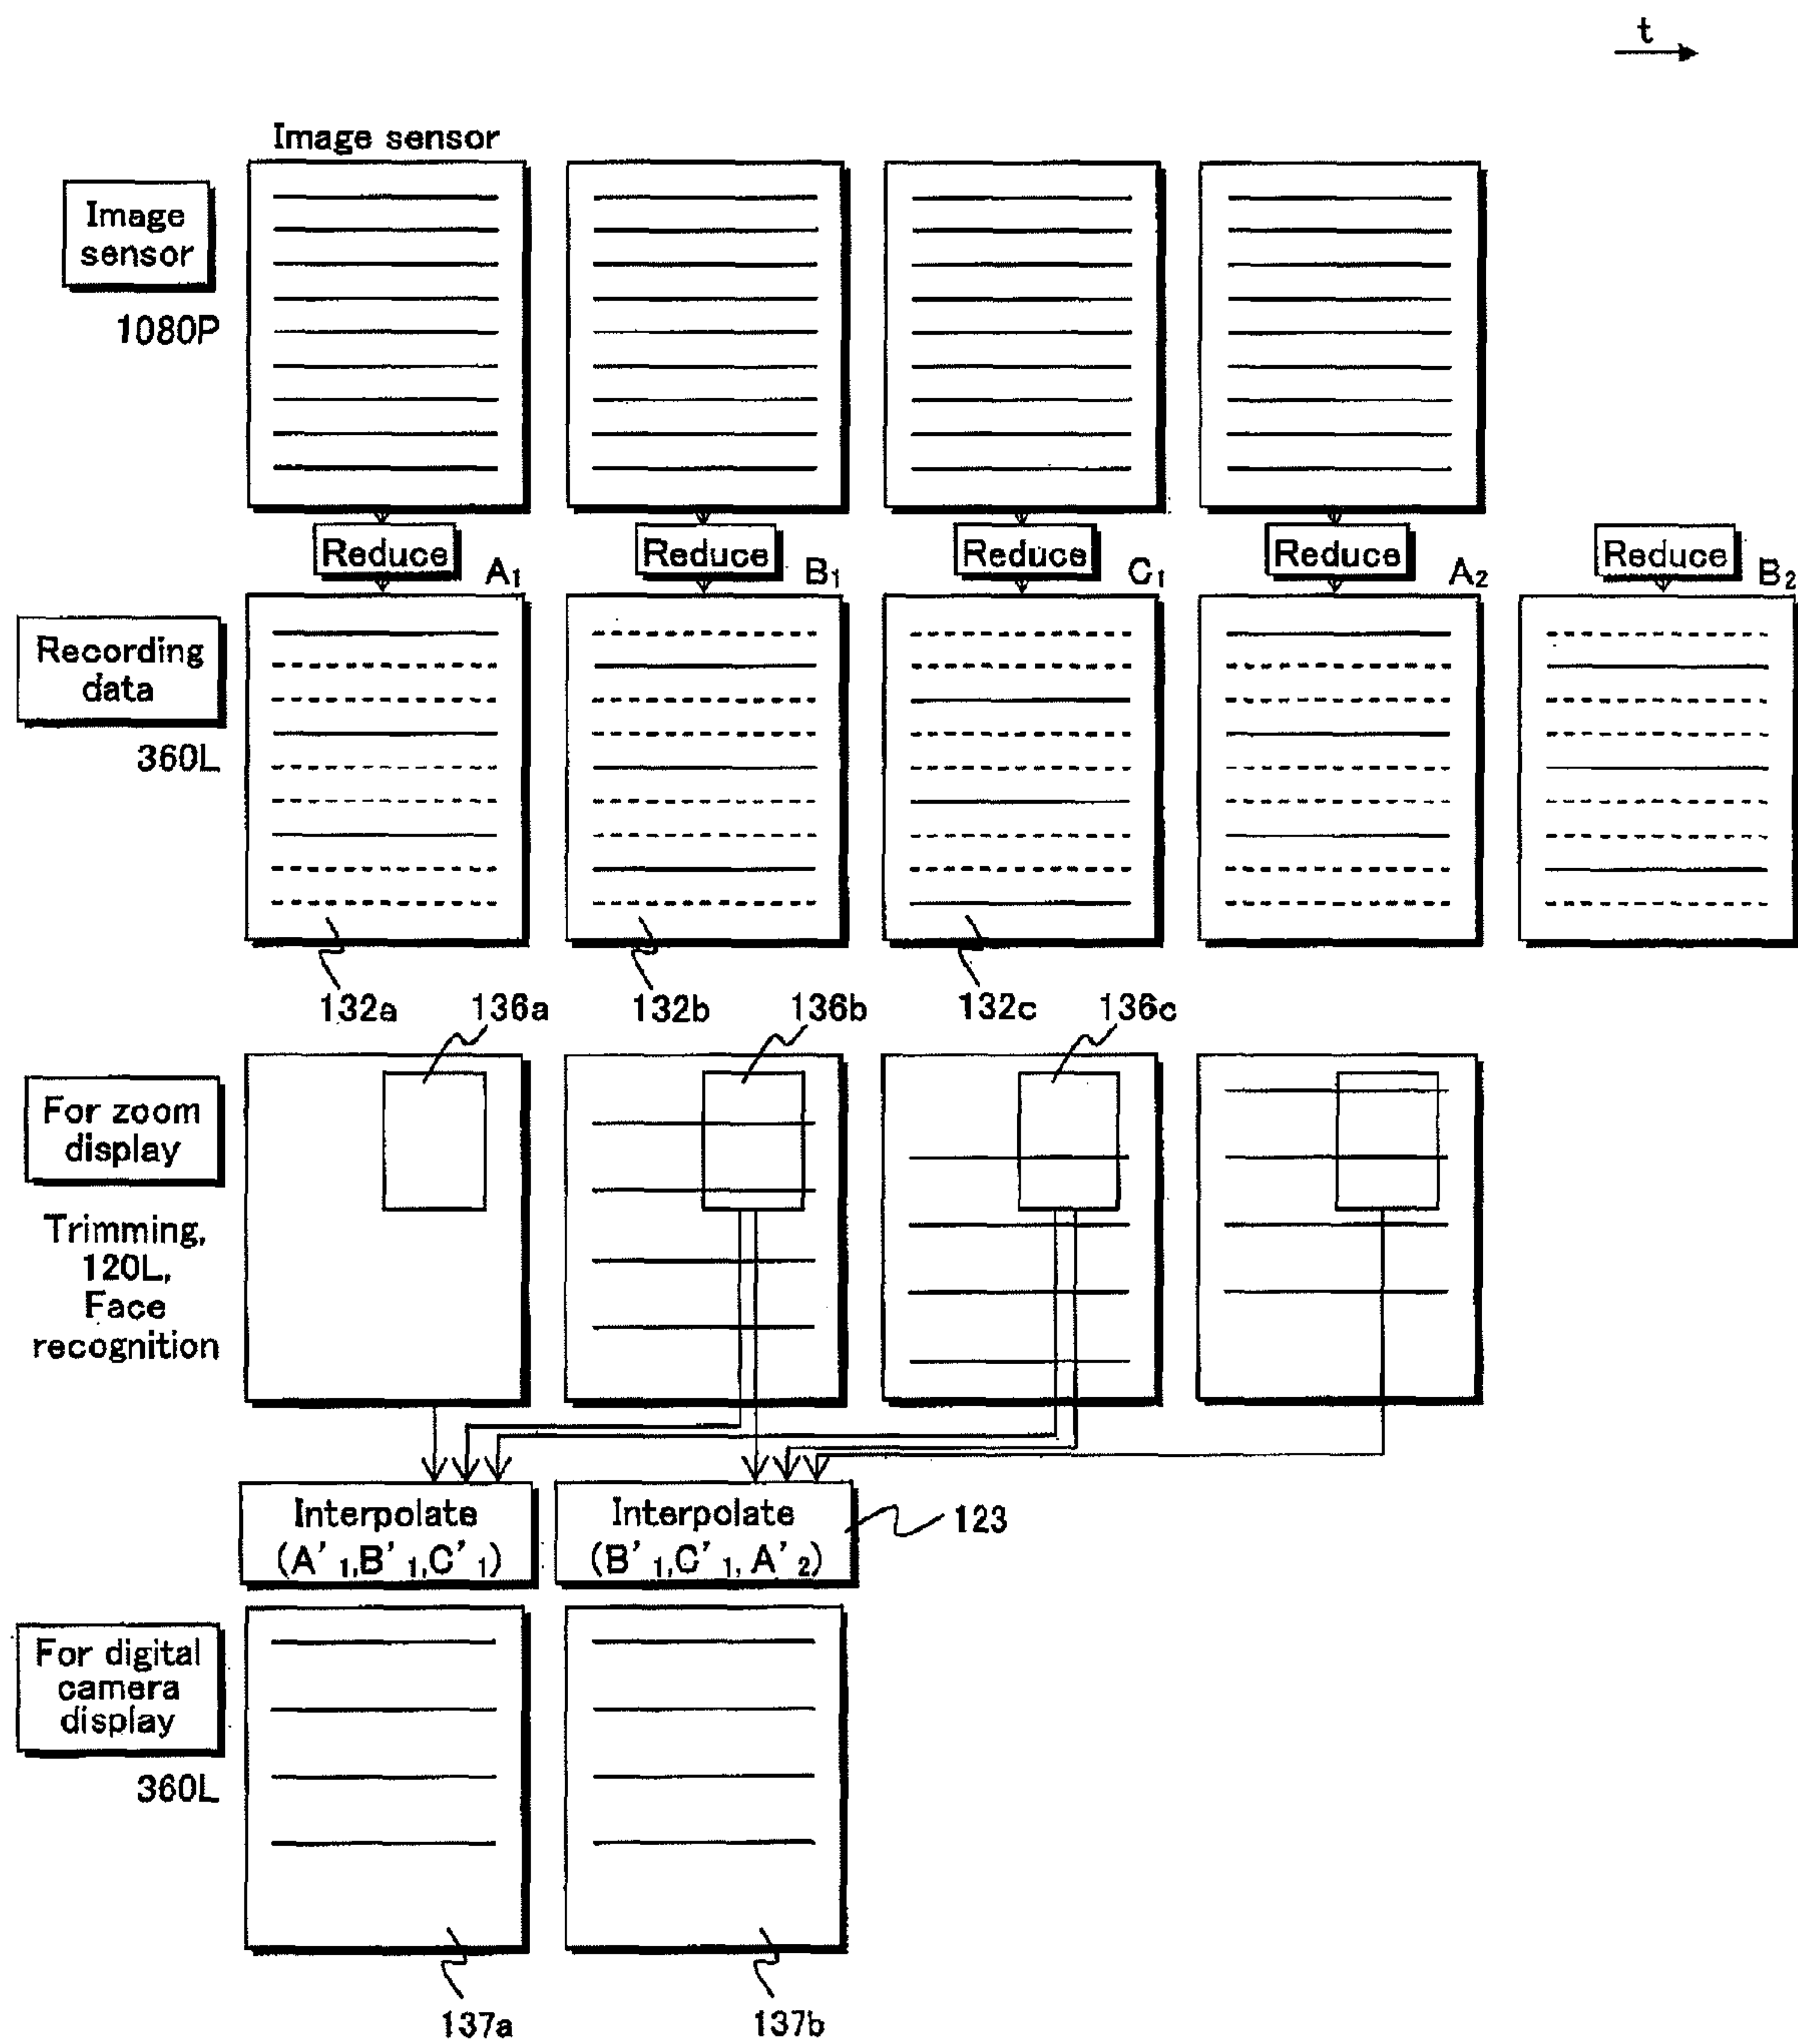 t
Image sensor
Image
sensor
1080P
Reduce
Reduce
Reduce
Reduce
Reduce
A1
B1
C1
A2
B2
Recording
data
360L
132a
136a
132b
136b
132c
136c
For zoom
display
Trimming,
120L,
Face
recognition
Interpolate
(A'1,B'1,C'1)
Interpolate
(B'1,C'1,A'2)
123
For digital
camera
display
360L
137a
137b